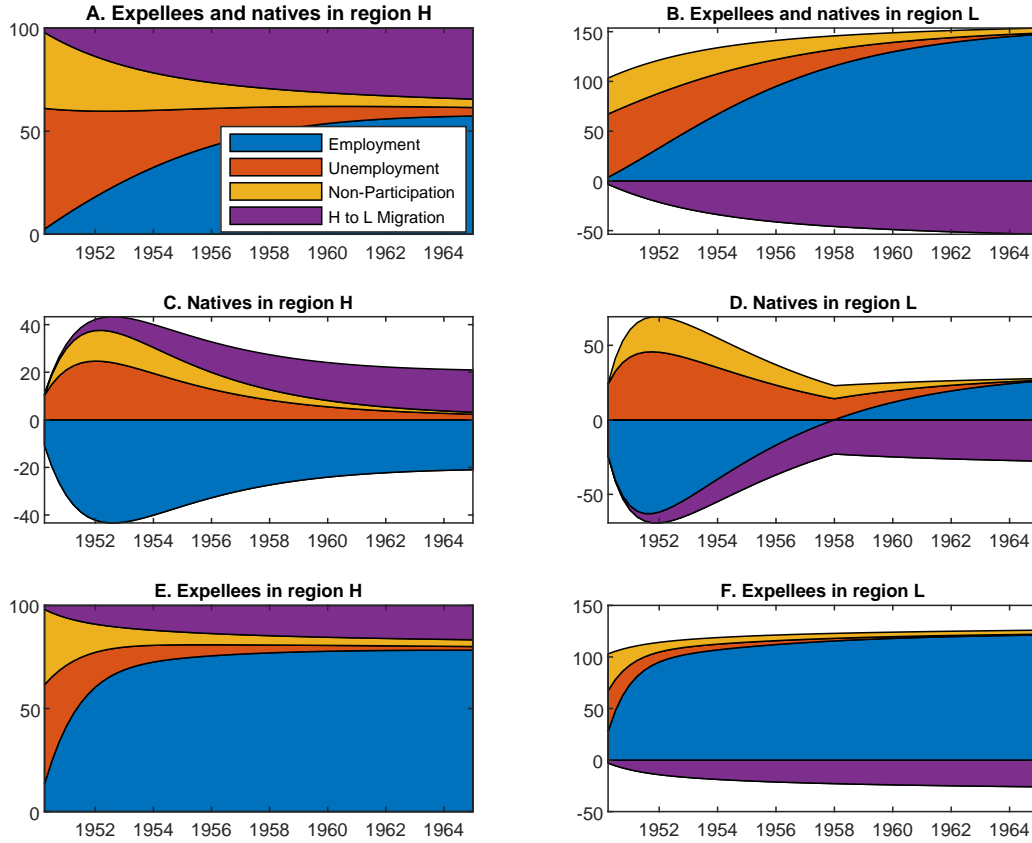 A. Expellees and natives in region H
100
50
0
1952 1954 1956 1958 1960 1962 1964
Employment
Unemployment
Non-Participation
H to L Migration
B. Expellees and natives in region L
150
100
50
0
-50
1952 1954 1956 1958 1960 1962 1964
C. Natives in region H
40
20
0
-20
-40
1952 1954 1956 1958 1960 1962 1964
D. Natives in region L
50
0
-50
1952 1954 1956 1958 1960 1962 1964
E. Expellees in region H
100
50
0
1952 1954 1956 1958 1960 1962 1964
F. Expellees in region L
150
100
50
0
-50
1952 1954 1956 1958 1960 1962 1964